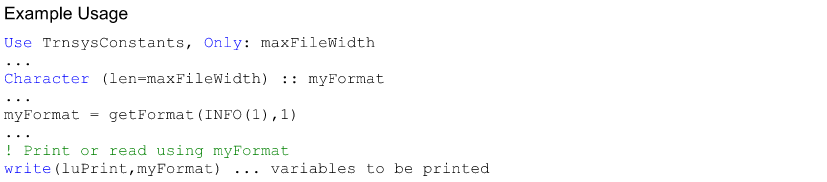 Example Usage
Use TrnsysConstants, Only: maxFileWidth
...
Character (len=maxFileWidth) :: myFormat
...
myFormat = getFormat(INFO(1),1)
...
! Print or read using myFormat
write(luPrint,myFormat) ... variables to be printed